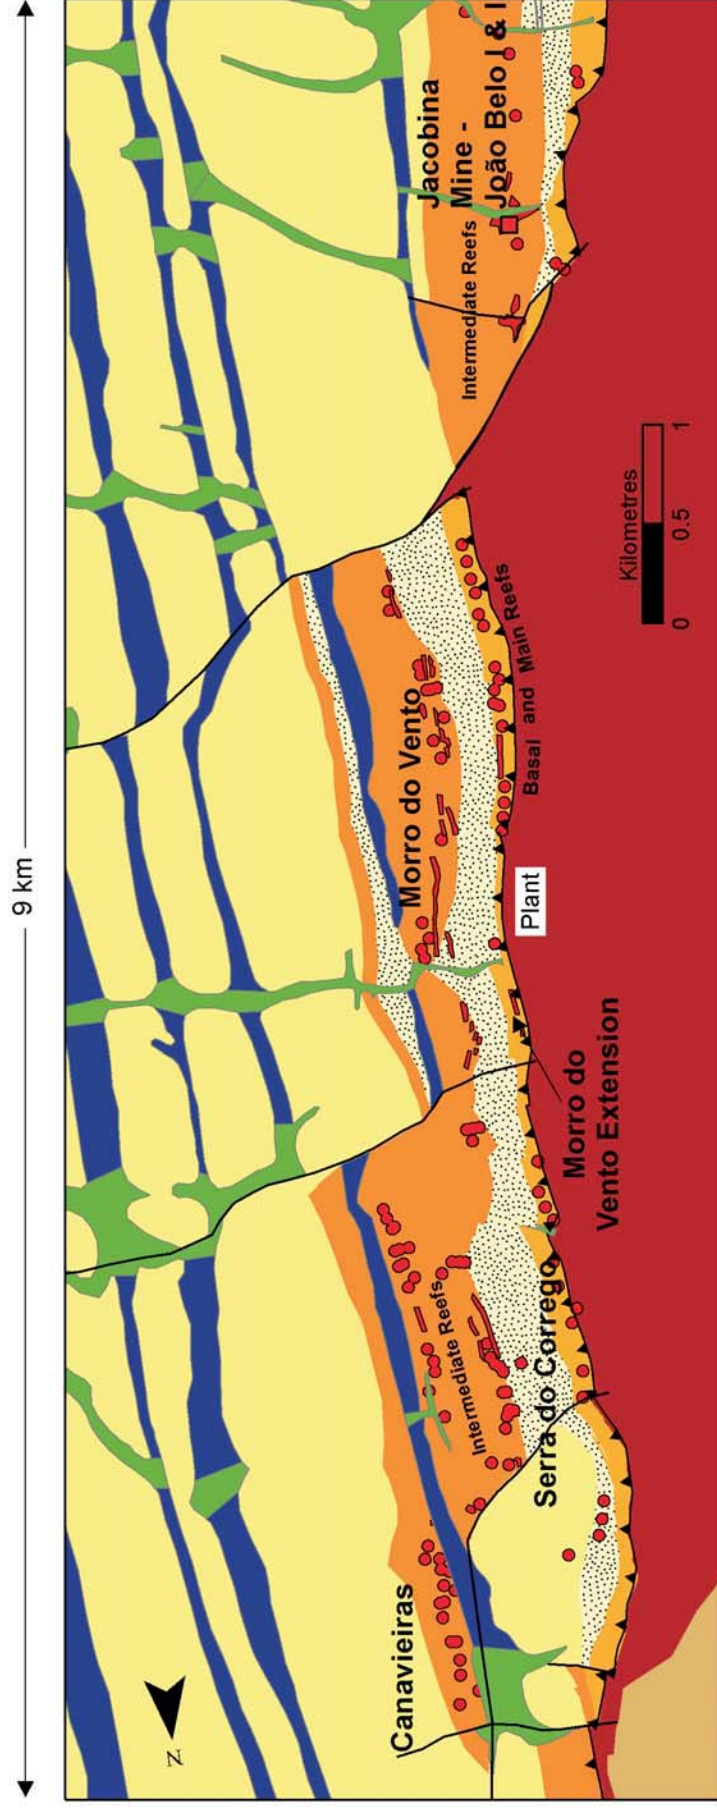 9 km
N
Canavieiras
Intermediate Reefs
Serra do Corrego
Morro do
Vento Extension
Morro do Vento
Plant
Basal and Main Reefs
Jacobina
Mine -
João Belo I & I
Intermediate Reefs
Kilometres
0 0.5 1